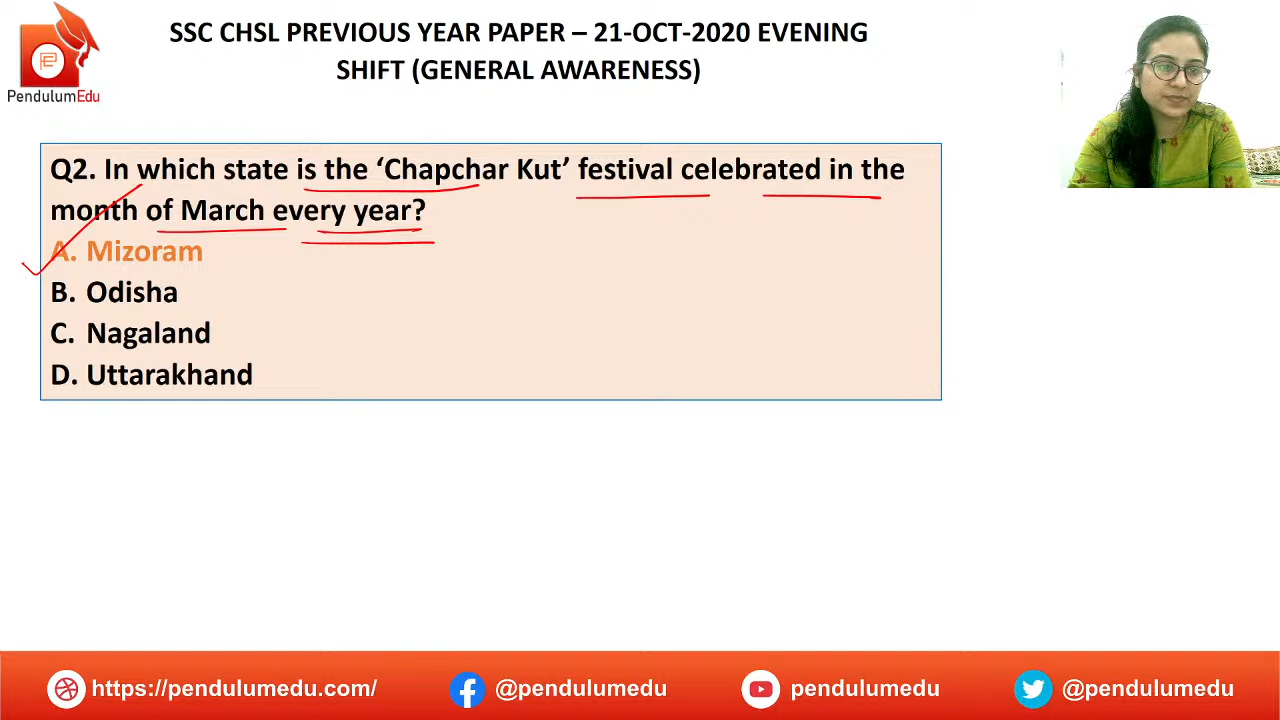 SSC CHSL PREVIOUS YEAR PAPER – 21-OCT-2020 EVENING
SHIFT (GENERAL AWARENESS)
PendulumEdu
Q2. In which state is the ‘Chapchar Kut’ festival celebrated in the
month of March every year?
A. Mizoram
B. Odisha
C. Nagaland
D. Uttarakhand
https://pendulumedu.com/
@pendulumedu
pendulumedu
@pendulumedu